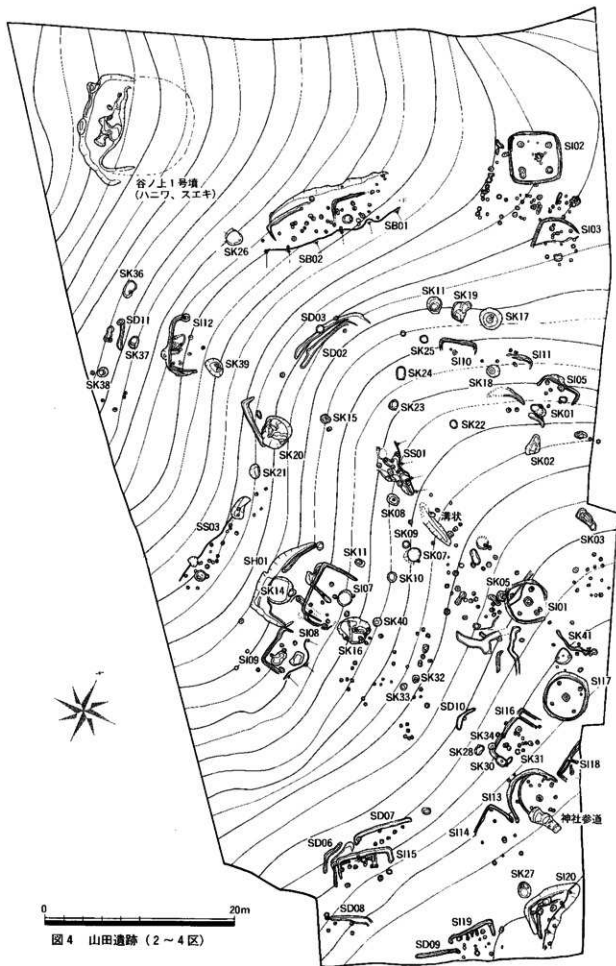 谷ノ上1号墳
(ハニワ、スエキ)
SI02
SI03
SB01
SB02
SK26
SK36
SD11
SK37
SK38
SI12
SK39
SD03
SD02
SK11
SK19
SK17
SK25
SI10
SI11
SK24
SK18
SI05
SK23
SK01
SK22
SK15
SK20
SK21
SS01
SK02
SK08
溝状
SS03
SK09
SK07
SK03
SH01
SK11
SK10
SK14
SI07
SK05
SI01
SI08
SK40
SK16
SI09
SK41
SK32
SK33
SI17
SD10
SI16
SK34
SK28
SK31
SK30
SI18
SI13
SI14
神社参道
SD07
SD06
SI15
SK27
SI20
SD08
SI19
SD09
0 20m
図4 山田遺跡(2~4区)